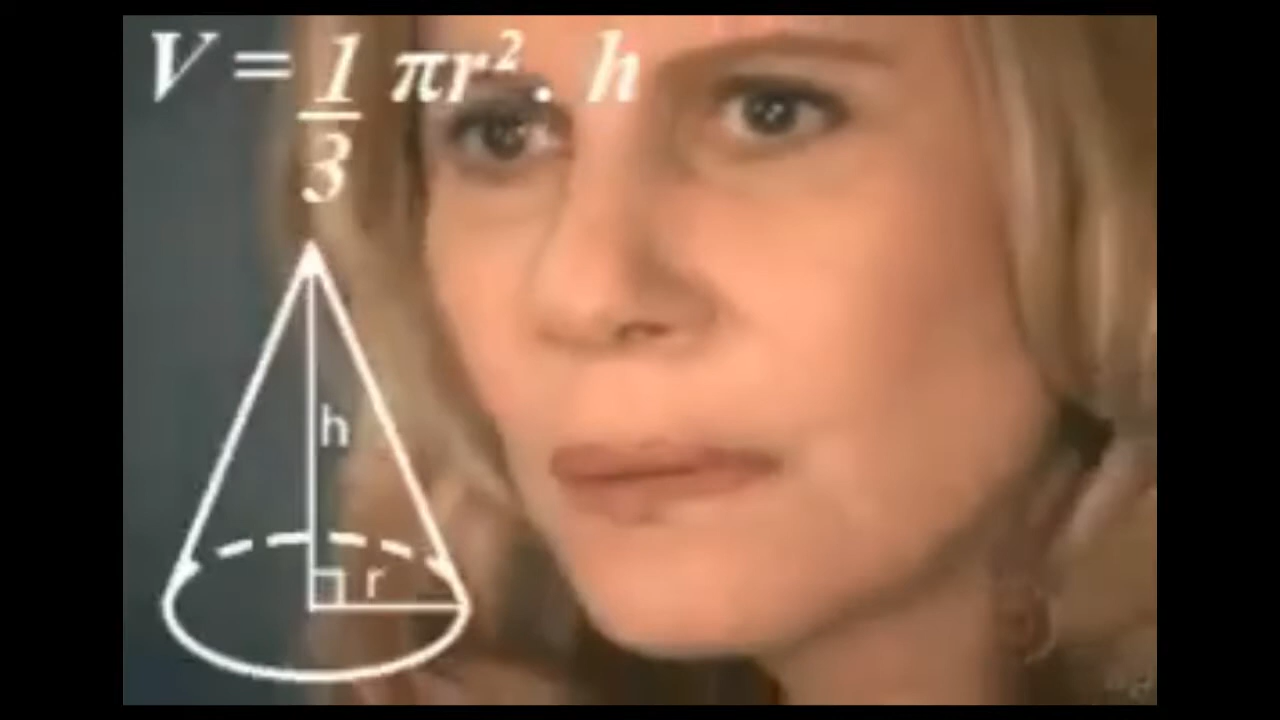 V = 1/3 πr² . h
h
r